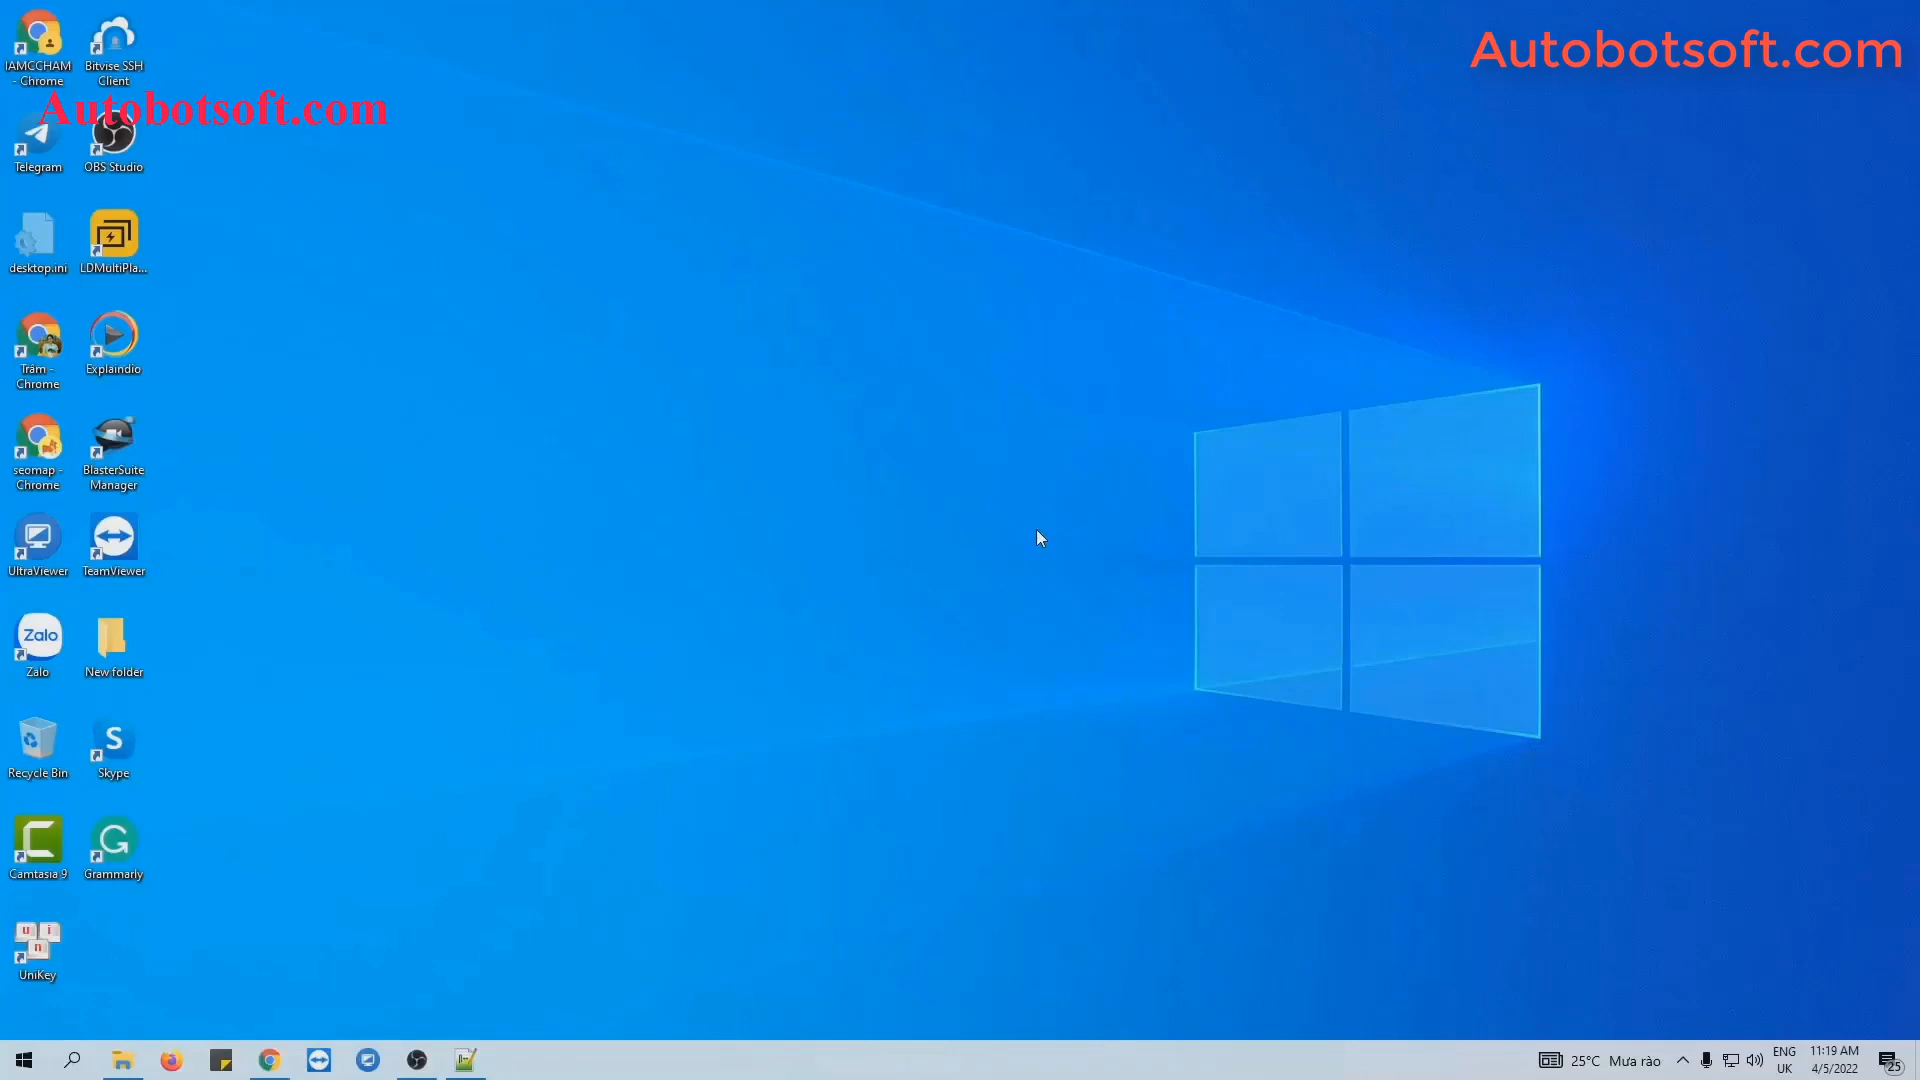 Autobotsoft.com
IAMCCHAM
- Chrome
Bitvise SSH
Client
Autobotsoft.com
Telegram
OBS Studio
desktop.ini
LDMultiPla...
Trâm -
Chrome
Explaindio
seomap -
Chrome
BlasterSuite
Manager
UltraViewer
TeamViewer
Zalo
Zalo
New folder
Recycle Bin
S
Skype
Camtasia 9
Grammarly
u i
n
UniKey
25°C Mưa rào
ENG
UK
11:19 AM
4/5/2022
25